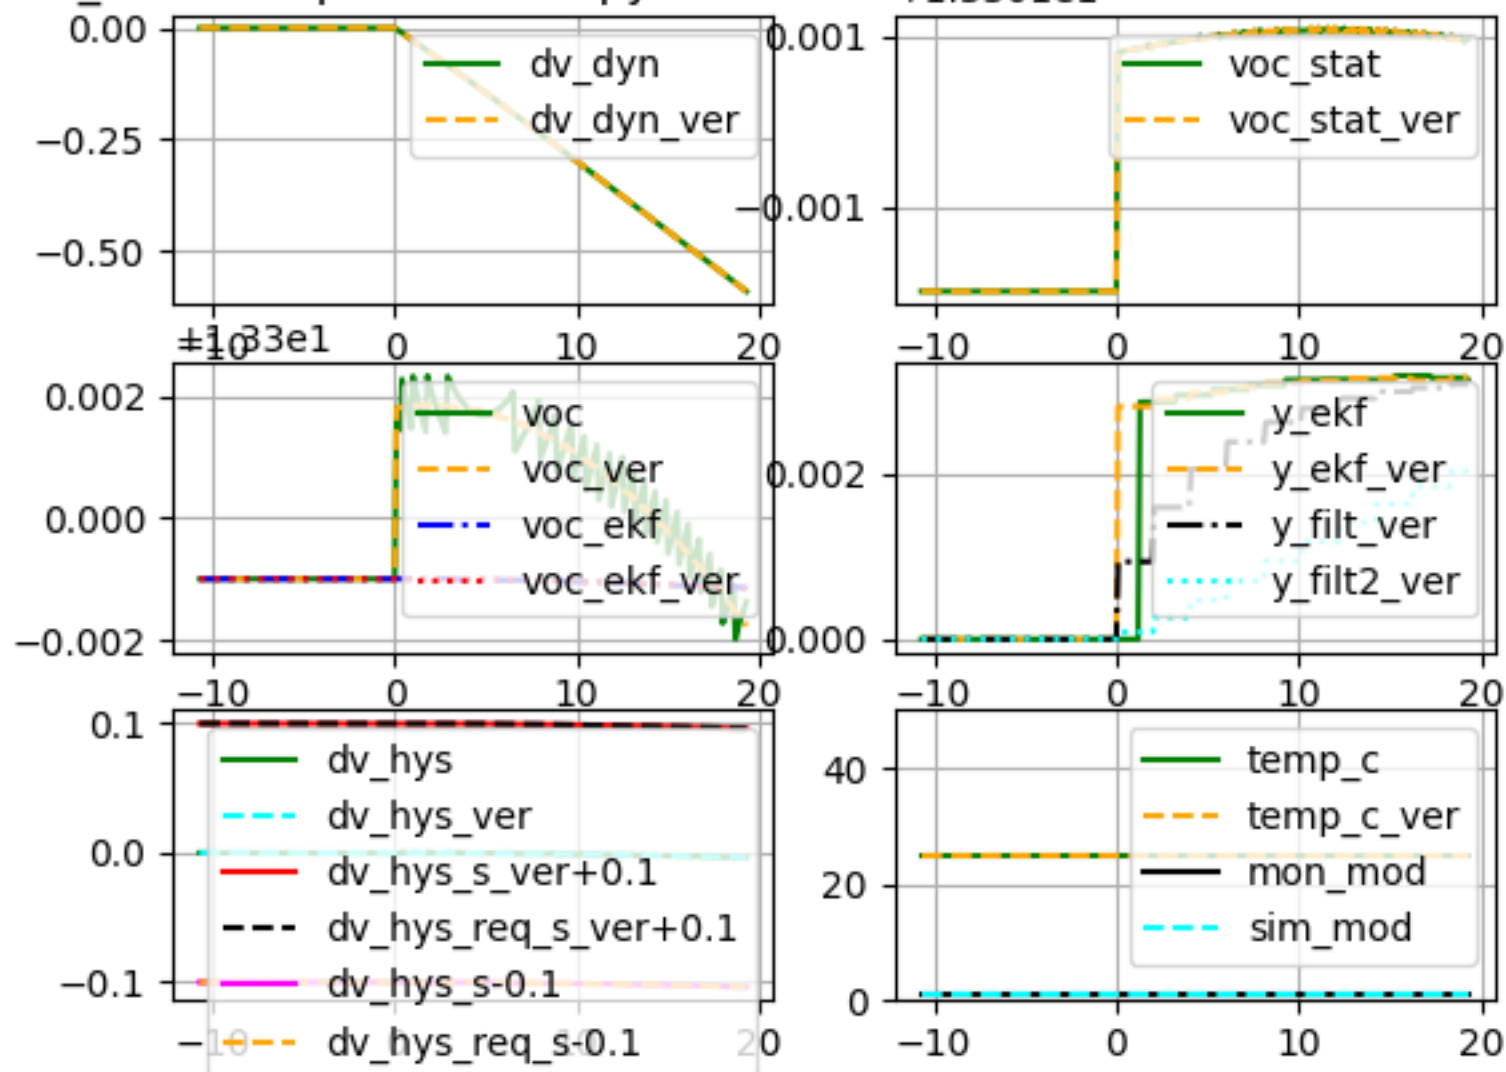 0.00
−0.25
−0.50
dv_dyn
dv_dyn_ver
0.001
−0.001
voc_stat
voc_stat_ver
−10 0 10 20
−10 0 10 20
0.002
0.000
−0.002
voc
voc_ver
voc_ekf
voc_ekf_ver
0.002
0.000
y_ekf
y_ekf_ver
y_filt_ver
y_filt2_ver
−10 0 10 20
−10 0 10 20
0.1
0.0
−0.1
dv_hys
dv_hys_ver
dv_hys_s_ver+0.1
dv_hys_req_s_ver+0.1
dv_hys_s-0.1
dv_hys_req_s-0.1
40
20
0
temp_c
temp_c_ver
mon_mod
sim_mod
−10 0 10 20
−10 0 10 20